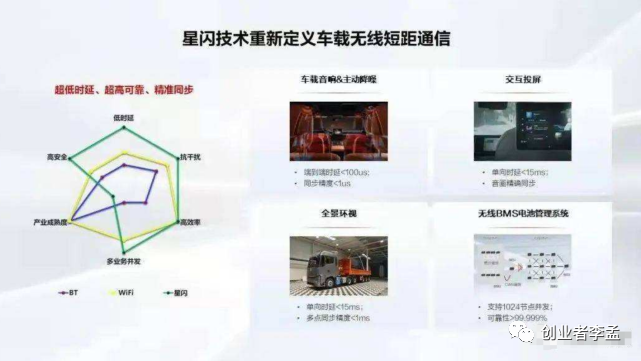 星闪技术重新定义车载无线短距通信
超低时延、超高可靠、精准同步
低时延
抗干扰
高效率
多业务并发
产业成熟度
高安全
BT
WiFi
星闪
车载音响&主动降噪
• 端到端时延<100us;
• 同步精度<1us
交互投屏
• 单向时延<15ms;
• 音画精确同步
全景环视
• 单向时延<15ms;
• 多点同步精度<1ms
无线BMS电池管理系统
• 支持1024节点并发;
• 可靠性>99.999%
创业者李孟